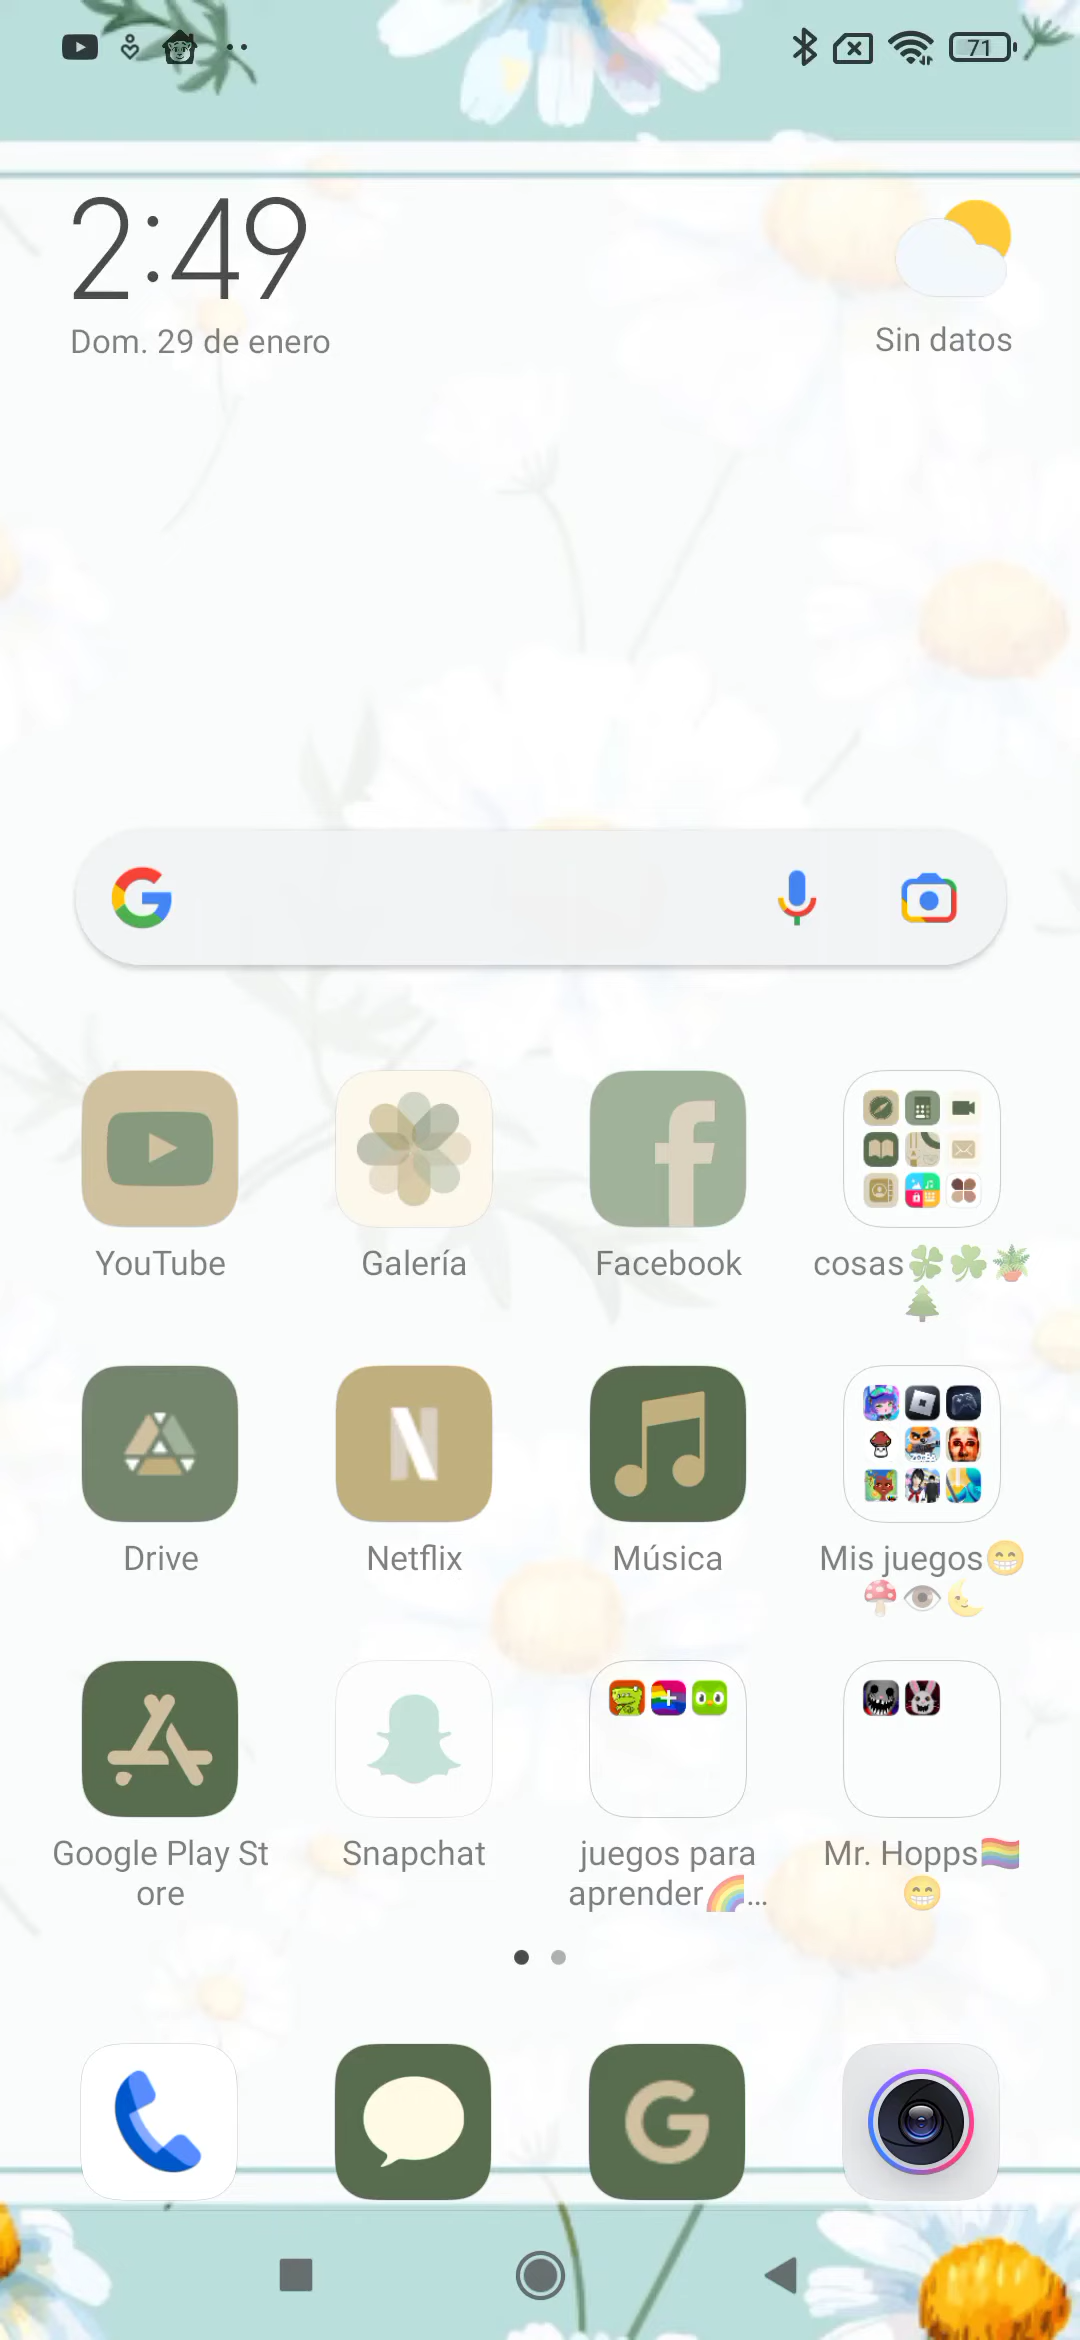 71
2:49
Dom. 29 de enero
Sin datos
YouTube
Galería
Facebook
cosas🍀☘️🪴
🌲
Drive
Netflix
Música
Mis juegos😁
🍄👁️🌜
Google Play St
ore
Snapchat
juegos para
aprender🌈...
Mr. Hopps🏳️‍🌈
😁